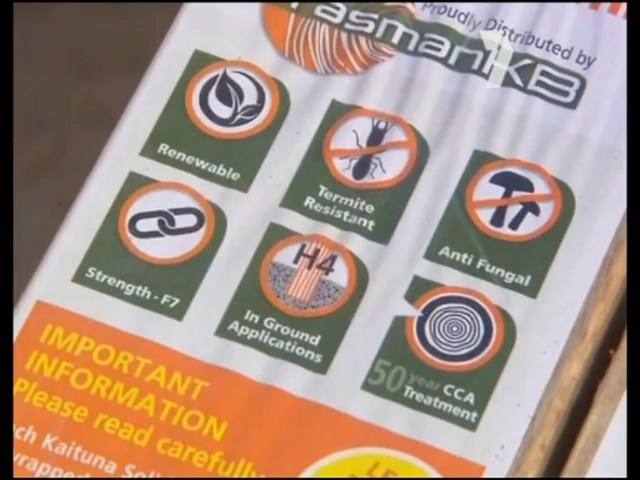 Proudly Distributed by
TasmanKB
Renewable
Termite
Resistant
Anti Fungal
Strength - F7
H4
In Ground
Applications
50 year CCA
Treatment
IMPORTANT
INFORMATION
Please read carefully
Kaituna